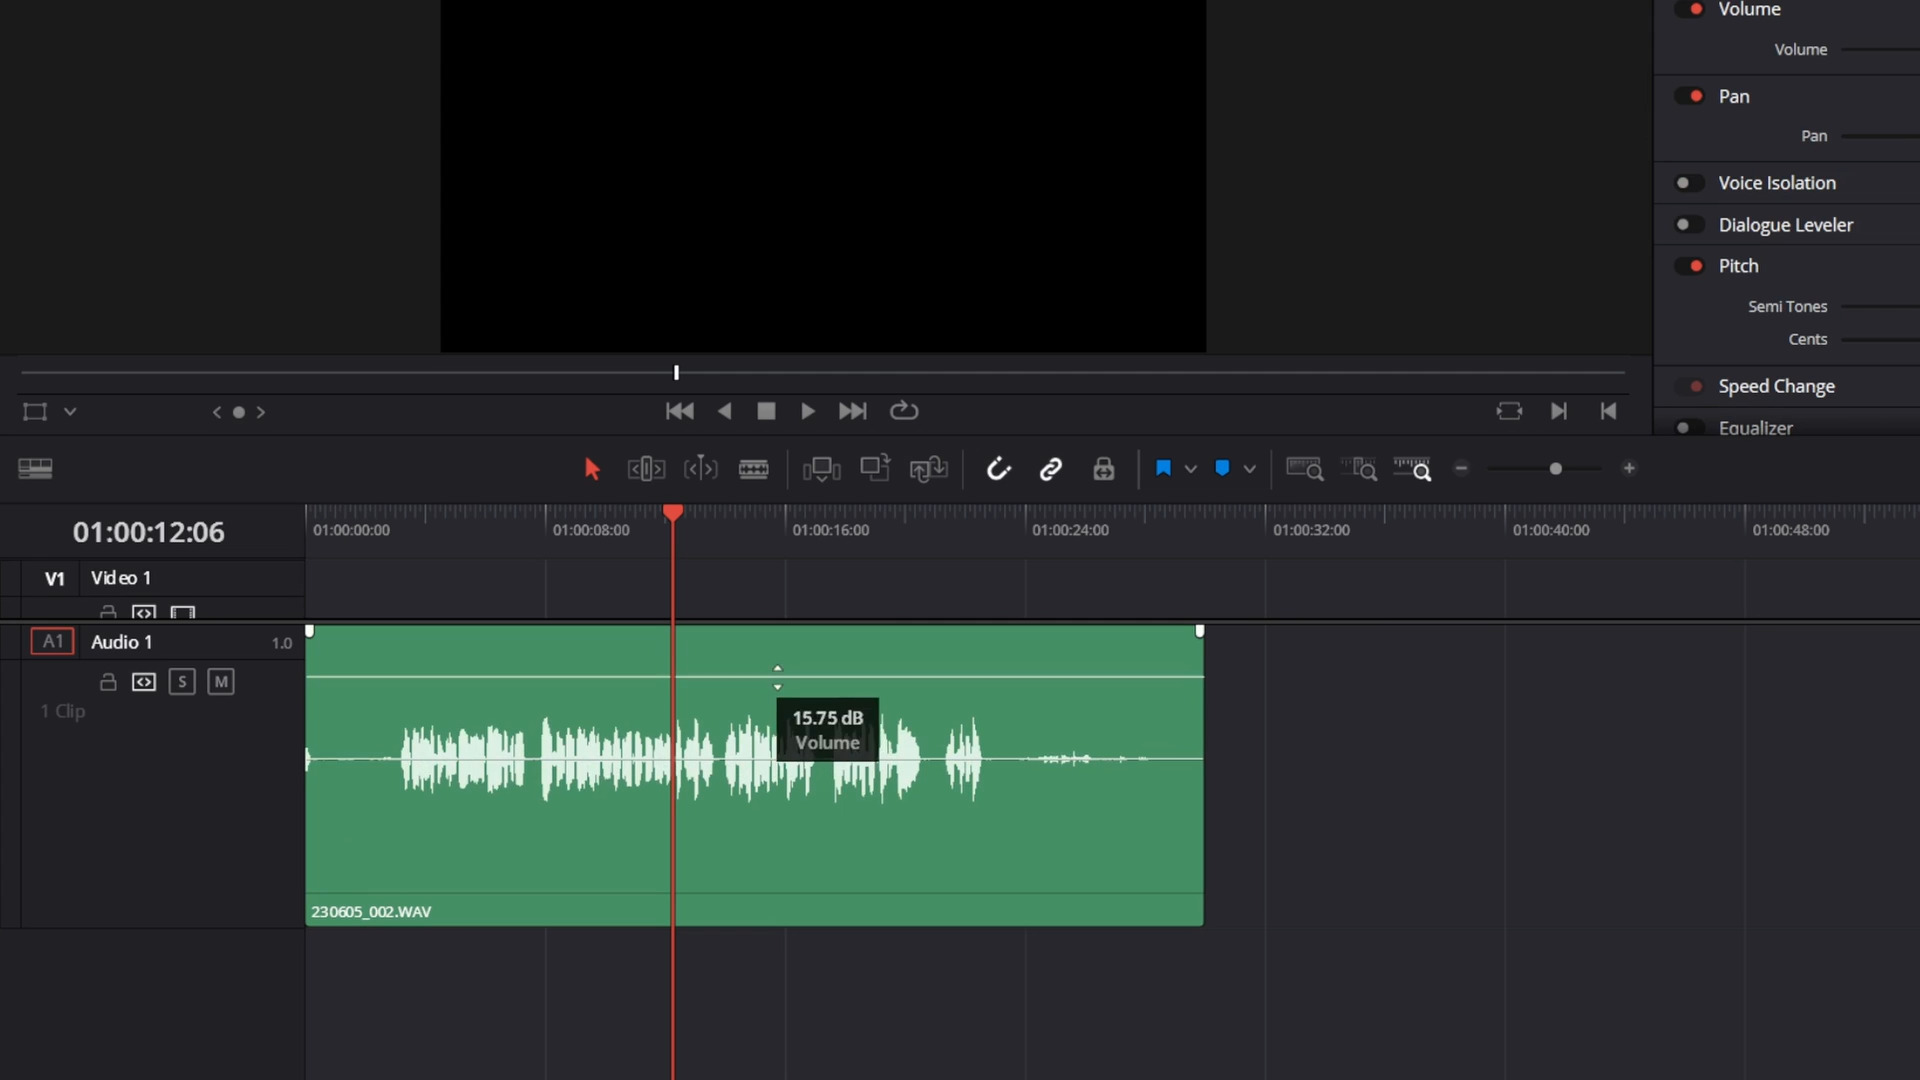 Volume
Volume
Pan
Pan
Voice Isolation
Dialogue Leveler
Pitch
Semi Tones
Cents
Speed Change
Equalizer
01:00:12:06
01:00:00:00 01:00:08:00 01:00:16:00 01:00:24:00 01:00:32:00 01:00:40:00 01:00:48:00
V1 Video 1
A1 Audio 1 1.0
S M
1 Clip
15.75 dB
Volume
230605_002.WAV